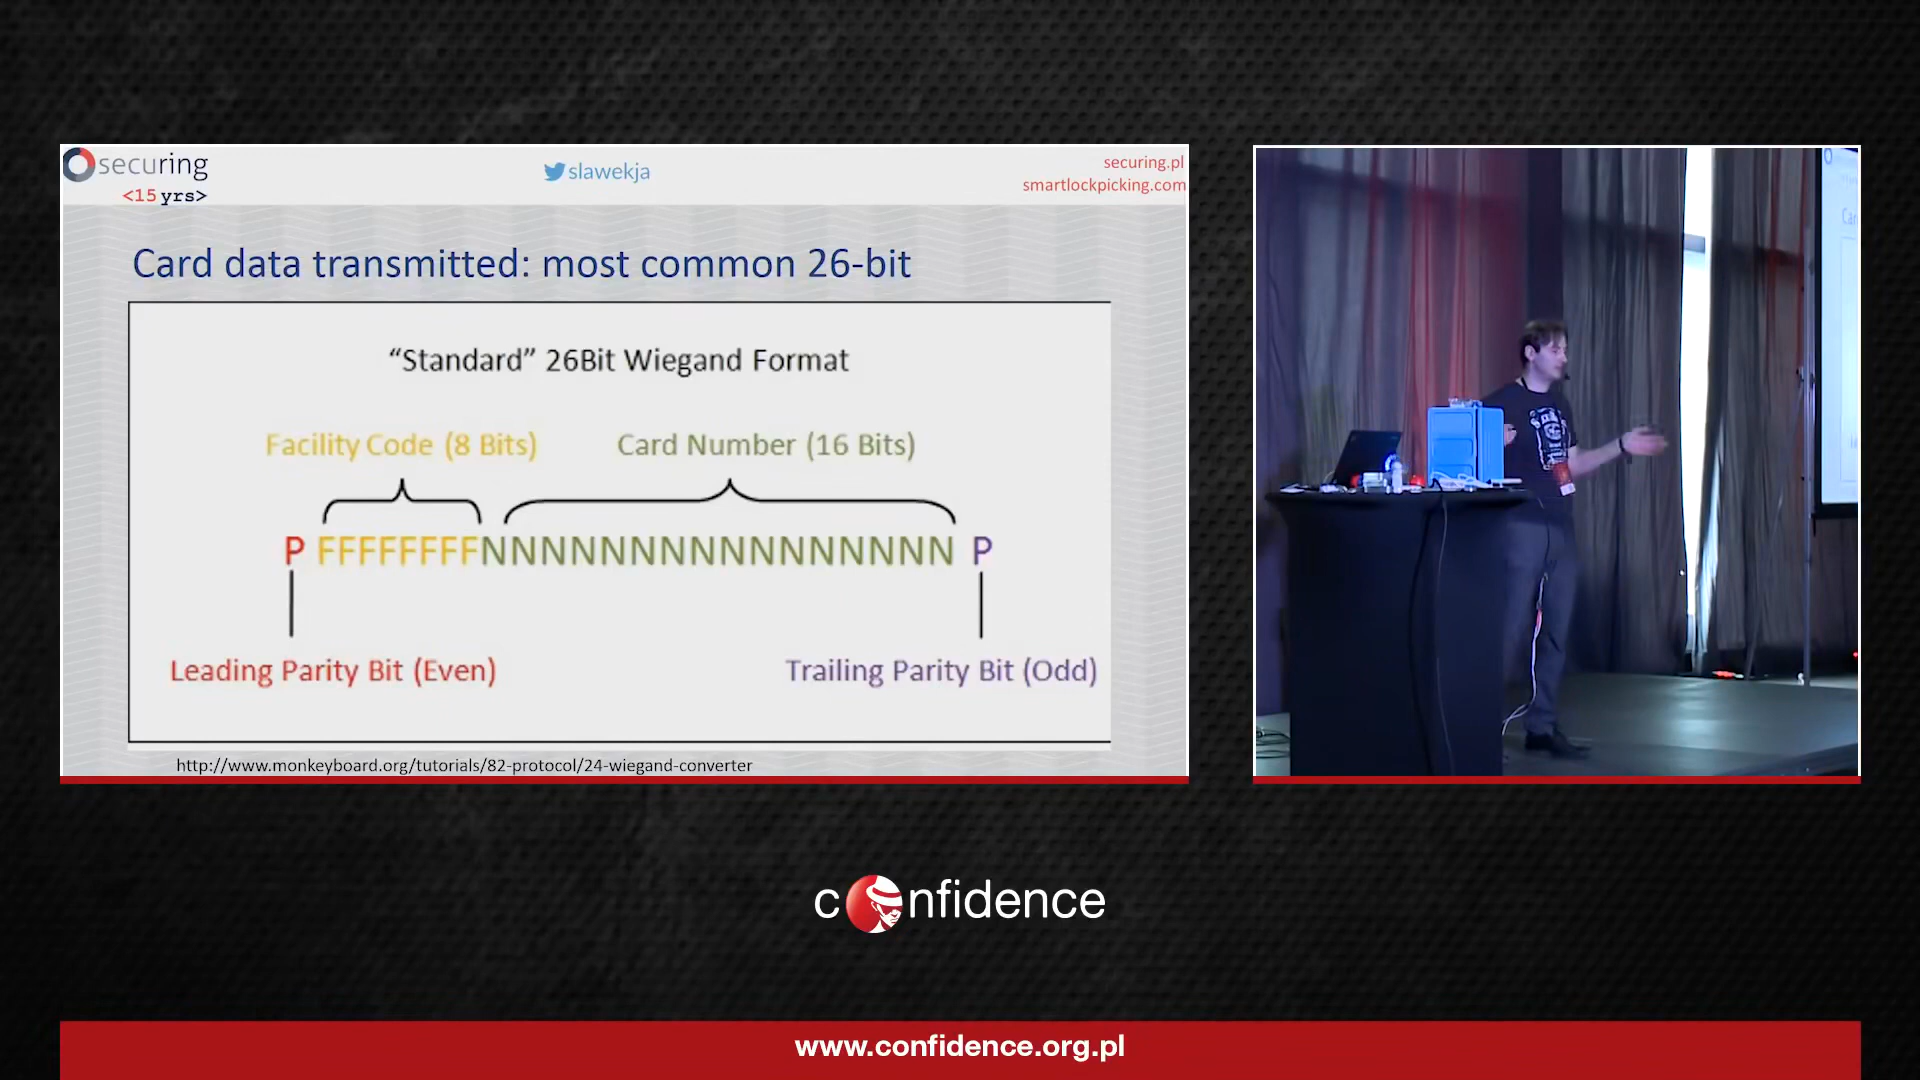 securing
<15 yrs>
slawekja
securing.pl
smartlockpicking.com
Card data transmitted: most common 26-bit
“Standard” 26Bit Wiegand Format
Facility Code (8 Bits)
Card Number (16 Bits)
P FFFFFFFFNNNNNNNNNNNNNNNN P
Leading Parity Bit (Even)
Trailing Parity Bit (Odd)
http://www.monkeyboard.org/tutorials/82-protocol/24-wiegand-converter
confidence
www.confidence.org.pl